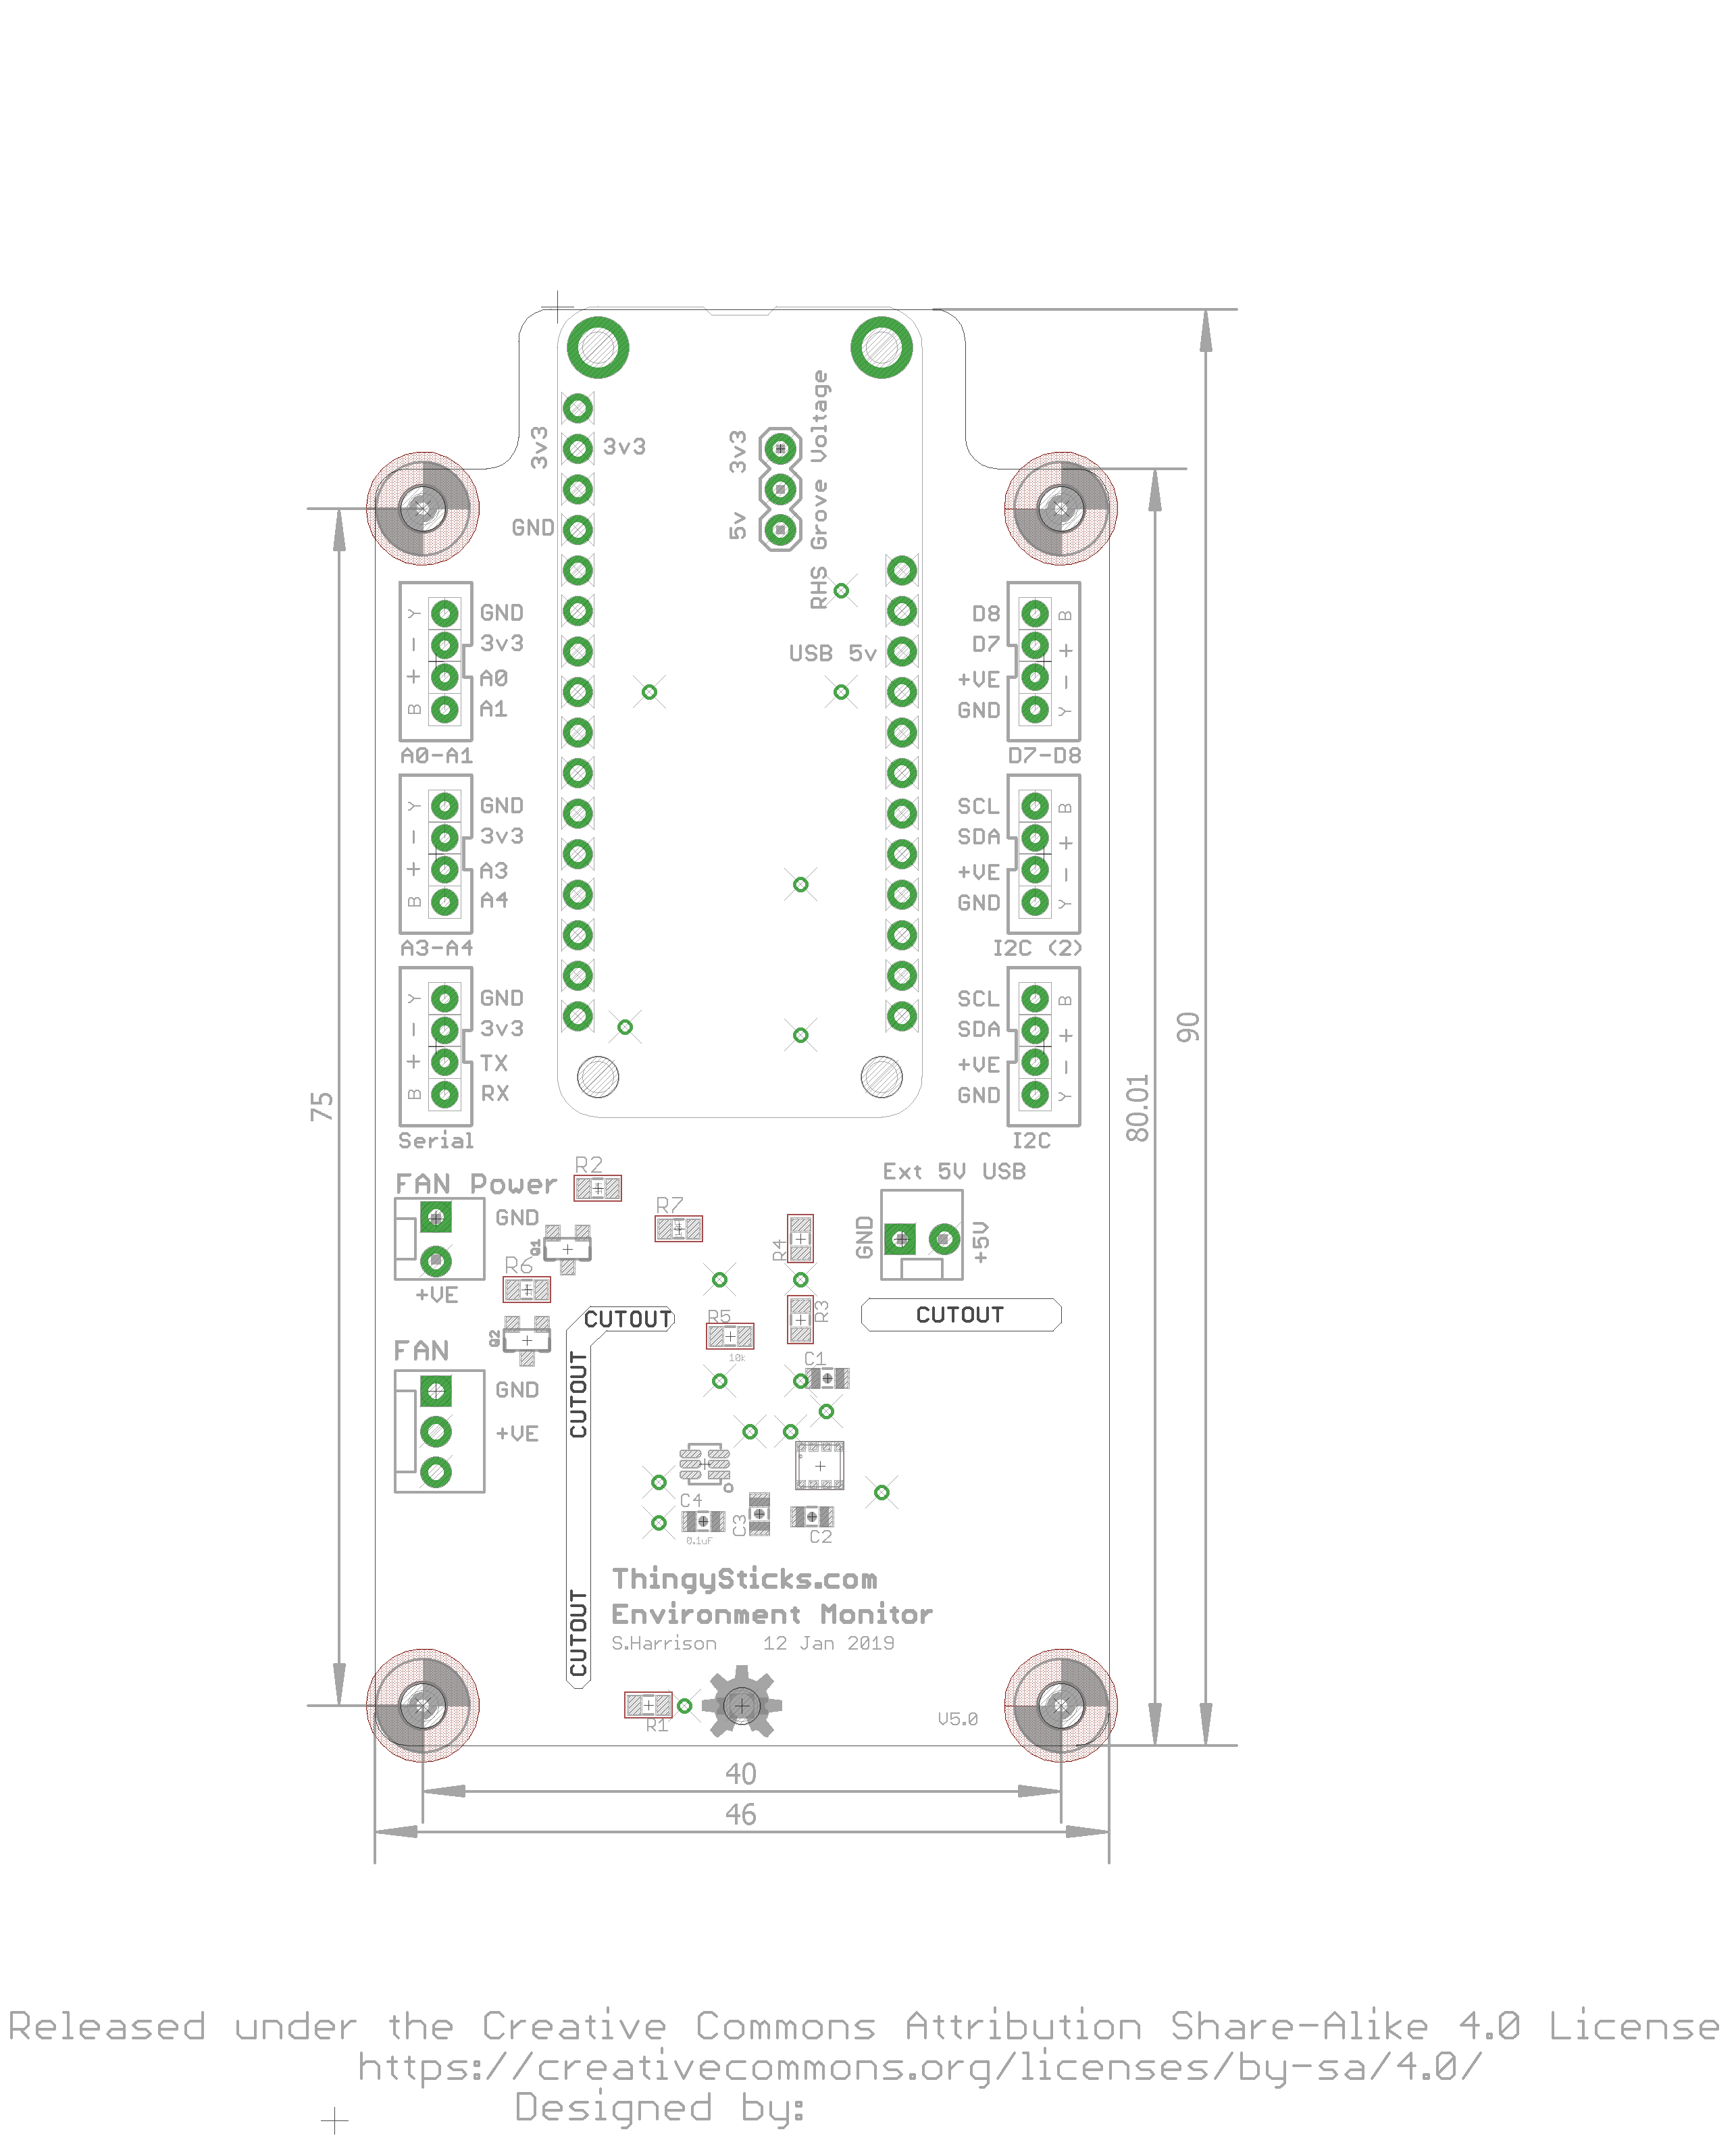 3v3
3v3
GND
3v3
5v
RHS Grove Voltage
USB 5v
Y
-
+
B
GND
3v3
A0
A1
A0-A1
Y
-
+
B
GND
3v3
A3
A4
A3-A4
Y
-
+
B
GND
3v3
TX
RX
Serial
D8
D7
+VE
GND
B
+
-
Y
D7-D8
SCL
SDA
+VE
GND
B
+
-
Y
I2C (2)
SCL
SDA
+VE
GND
B
+
-
Y
I2C
75
80.01
90
FAN Power
GND
+VE
R2
R7
Q1
R6
Q2
R4
R3
R5
10k
Ext 5V USB
GND
+5V
CUTOUT
CUTOUT
CUTOUT
CUTOUT
FAN
GND
+VE
C1
C4
0.1uF
C3
C2
ThingySticks.com
Environment Monitor
S.Harrison 12 Jan 2019
R1
V5.0
40
46
Released under the Creative Commons Attribution Share-Alike 4.0 License
https://creativecommons.org/licenses/by-sa/4.0/
Designed by: